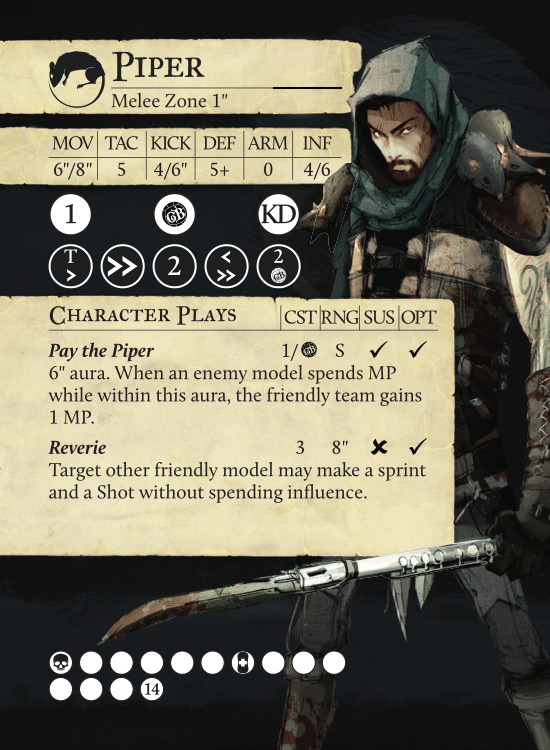 PIPER
Melee Zone 1"
MOV TAC KICK DEF ARM INF
6"/8" 5 4/6" 5+ 0 4/6
1 GB KD
T > >> 2 < >> 2 GB
CHARACTER PLAYS CST RNG SUS OPT
Pay the Piper 1/GB S ✓ ✓
6" aura. When an enemy model spends MP
while within this aura, the friendly team gains
1 MP.
Reverie 3 8" ✘ ✓
Target other friendly model may make a sprint
and a Shot without spending influence.
14